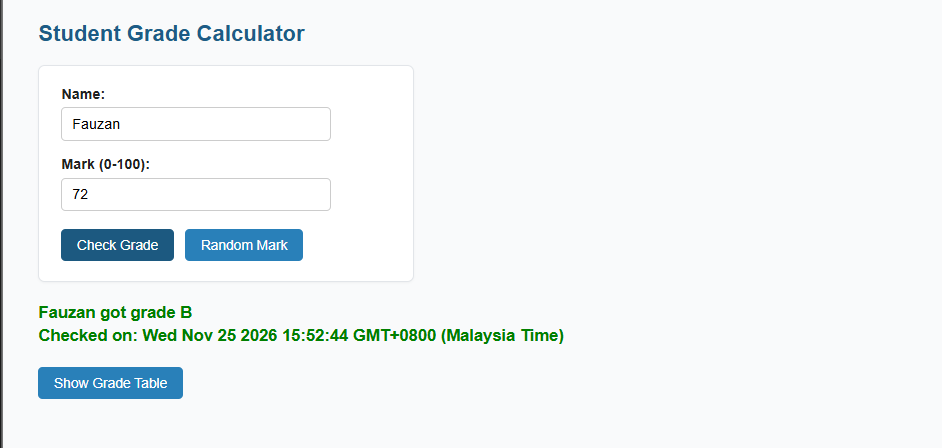 Student Grade Calculator
Name:
Fauzan
Mark (0-100):
72
Check Grade Random Mark
Fauzan got grade B
Checked on: Wed Nov 25 2026 15:52:44 GMT+0800 (Malaysia Time)
Show Grade Table